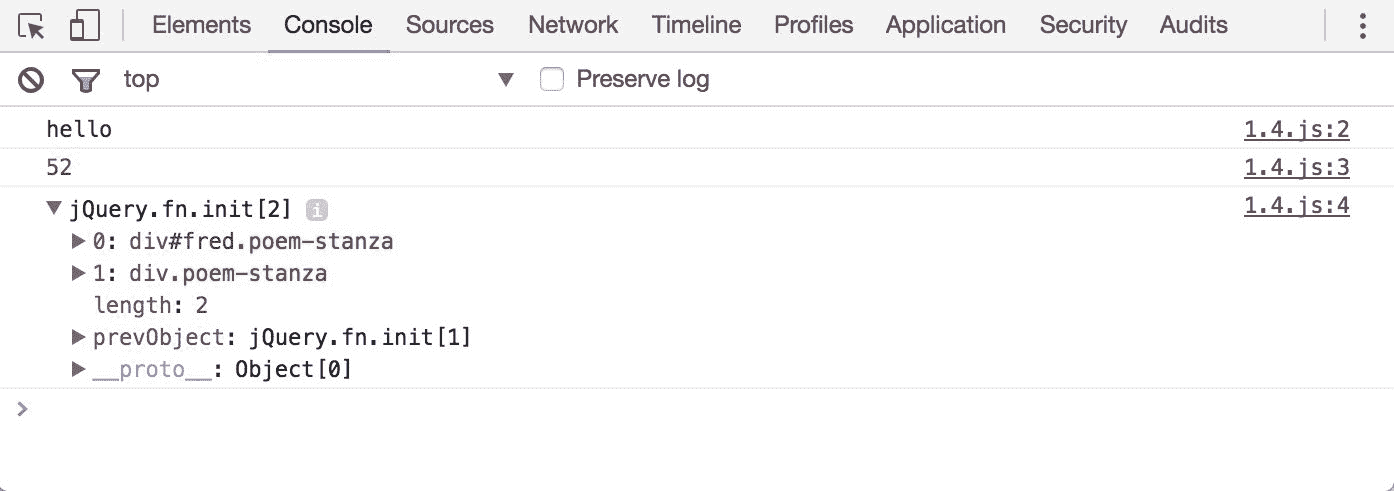 Elements Console Sources Network Timeline Profiles Application Security Audits
top Preserve log
hello 1.4.js:2
52 1.4.js:3
jQuery.fn.init[2] i 1.4.js:4
0: div#fred.poem-stanza
1: div.poem-stanza
length: 2
prevObject: jQuery.fn.init[1]
__proto__: Object[0]